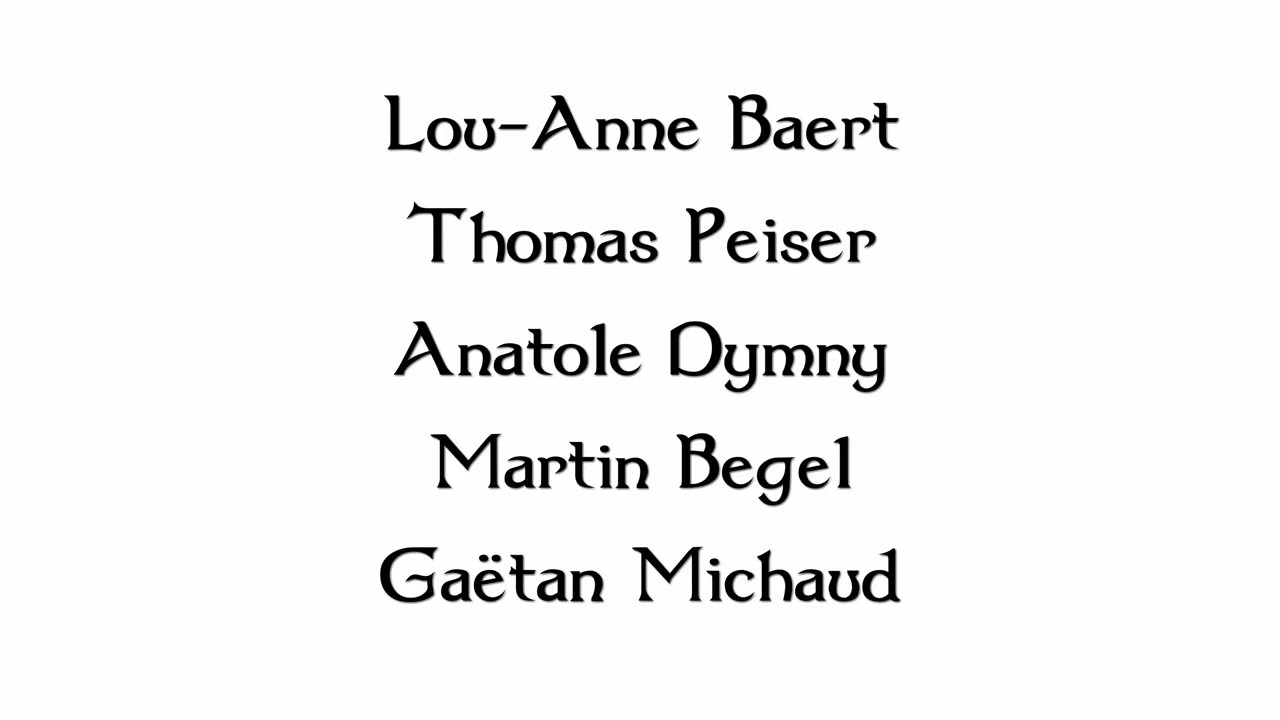 Lou-Anne Baert
Thomas Peiser
Anatole Dymny
Martin Begel
Gaëtan Michaud